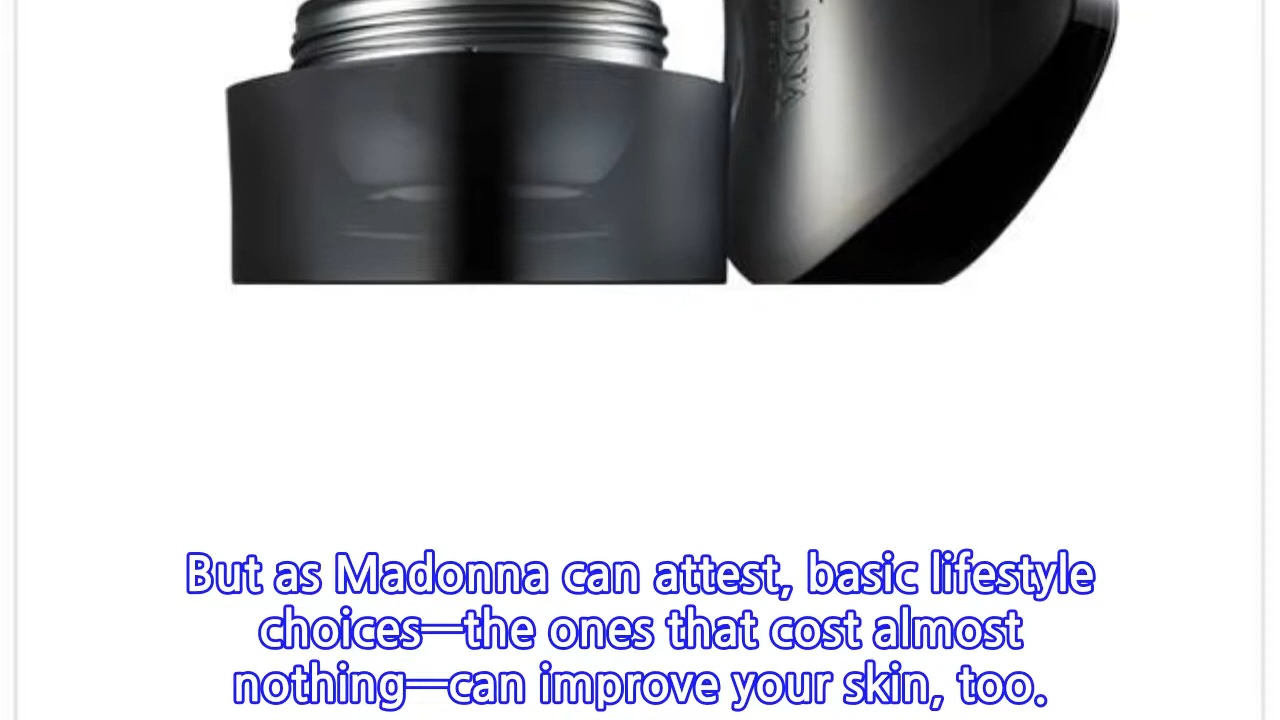 But as Madonna can attest, basic lifestyle
choices—the ones that cost almost
nothing—can improve your skin, too.